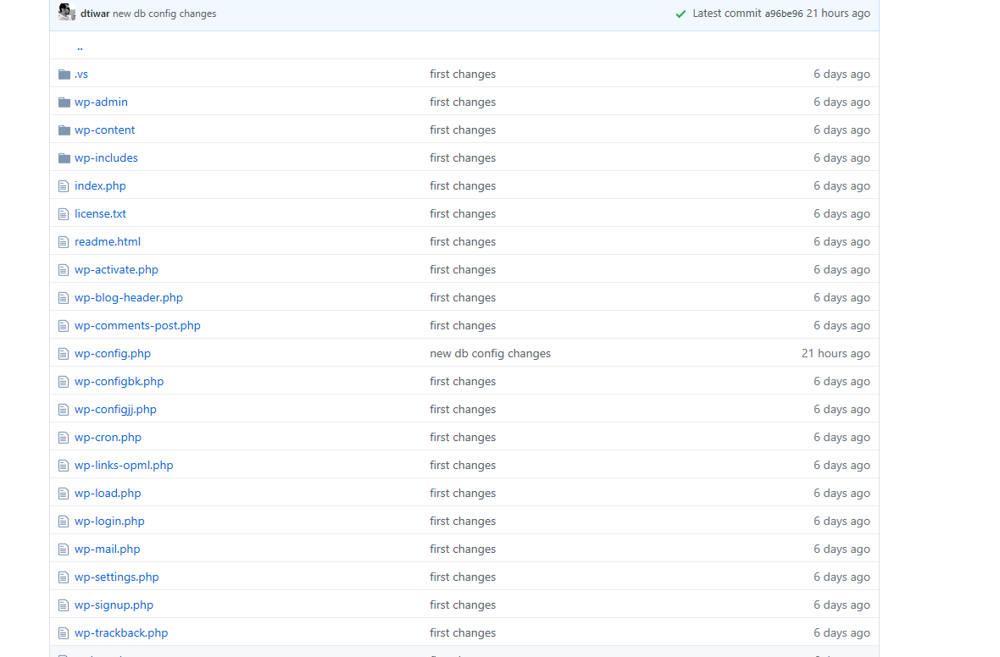 dtiwar new db config changes Latest commit a96be96 21 hours ago
..
.vs first changes 6 days ago
wp-admin first changes 6 days ago
wp-content first changes 6 days ago
wp-includes first changes 6 days ago
index.php first changes 6 days ago
license.txt first changes 6 days ago
readme.html first changes 6 days ago
wp-activate.php first changes 6 days ago
wp-blog-header.php first changes 6 days ago
wp-comments-post.php first changes 6 days ago
wp-config.php new db config changes 21 hours ago
wp-configbk.php first changes 6 days ago
wp-configjj.php first changes 6 days ago
wp-cron.php first changes 6 days ago
wp-links-opml.php first changes 6 days ago
wp-load.php first changes 6 days ago
wp-login.php first changes 6 days ago
wp-mail.php first changes 6 days ago
wp-settings.php first changes 6 days ago
wp-signup.php first changes 6 days ago
wp-trackback.php first changes 6 days ago